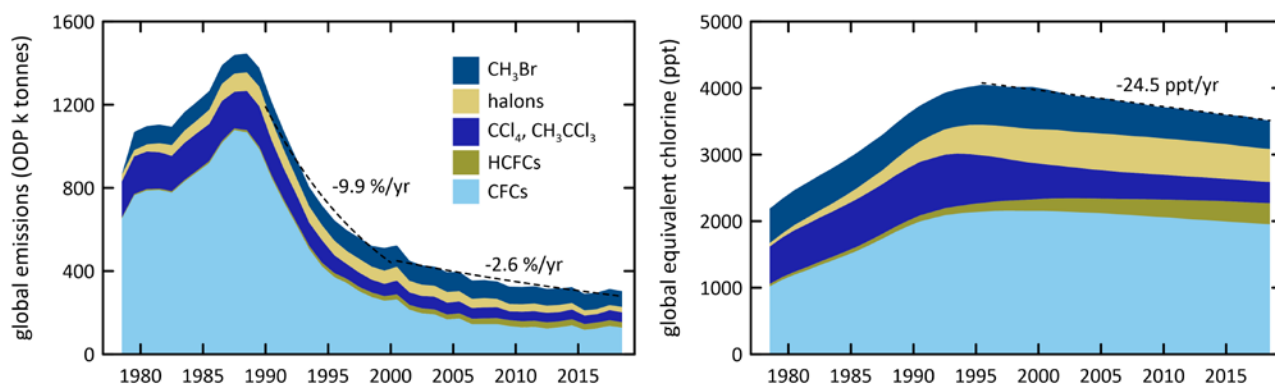 global emissions (ODP k tonnes)
1600
1200
800
400
0
1980 1985 1990 1995 2000 2005 2010 2015
CH₃Br
halons
CCl₄, CH₃CCl₃
HCFCs
CFCs
-9.9 %/yr
-2.6 %/yr
global equivalent chlorine (ppt)
5000
4000
3000
2000
1000
0
1980 1985 1990 1995 2000 2005 2010 2015
-24.5 ppt/yr